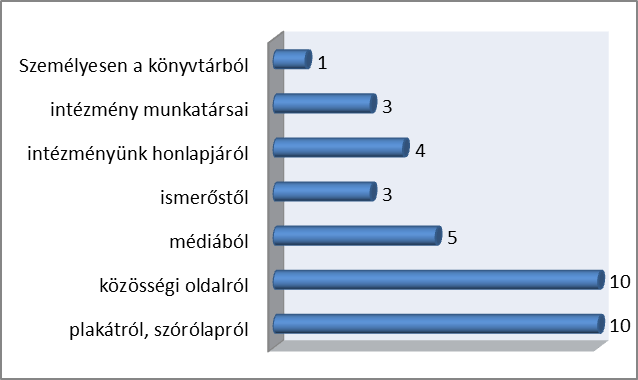 Személyesen a könyvtárból 1
intézmény munkatársai 3
intézményünk honlapjáról 4
ismerőstől 3
médiából 5
közösségi oldalról 10
plakátról, szórólapról 10